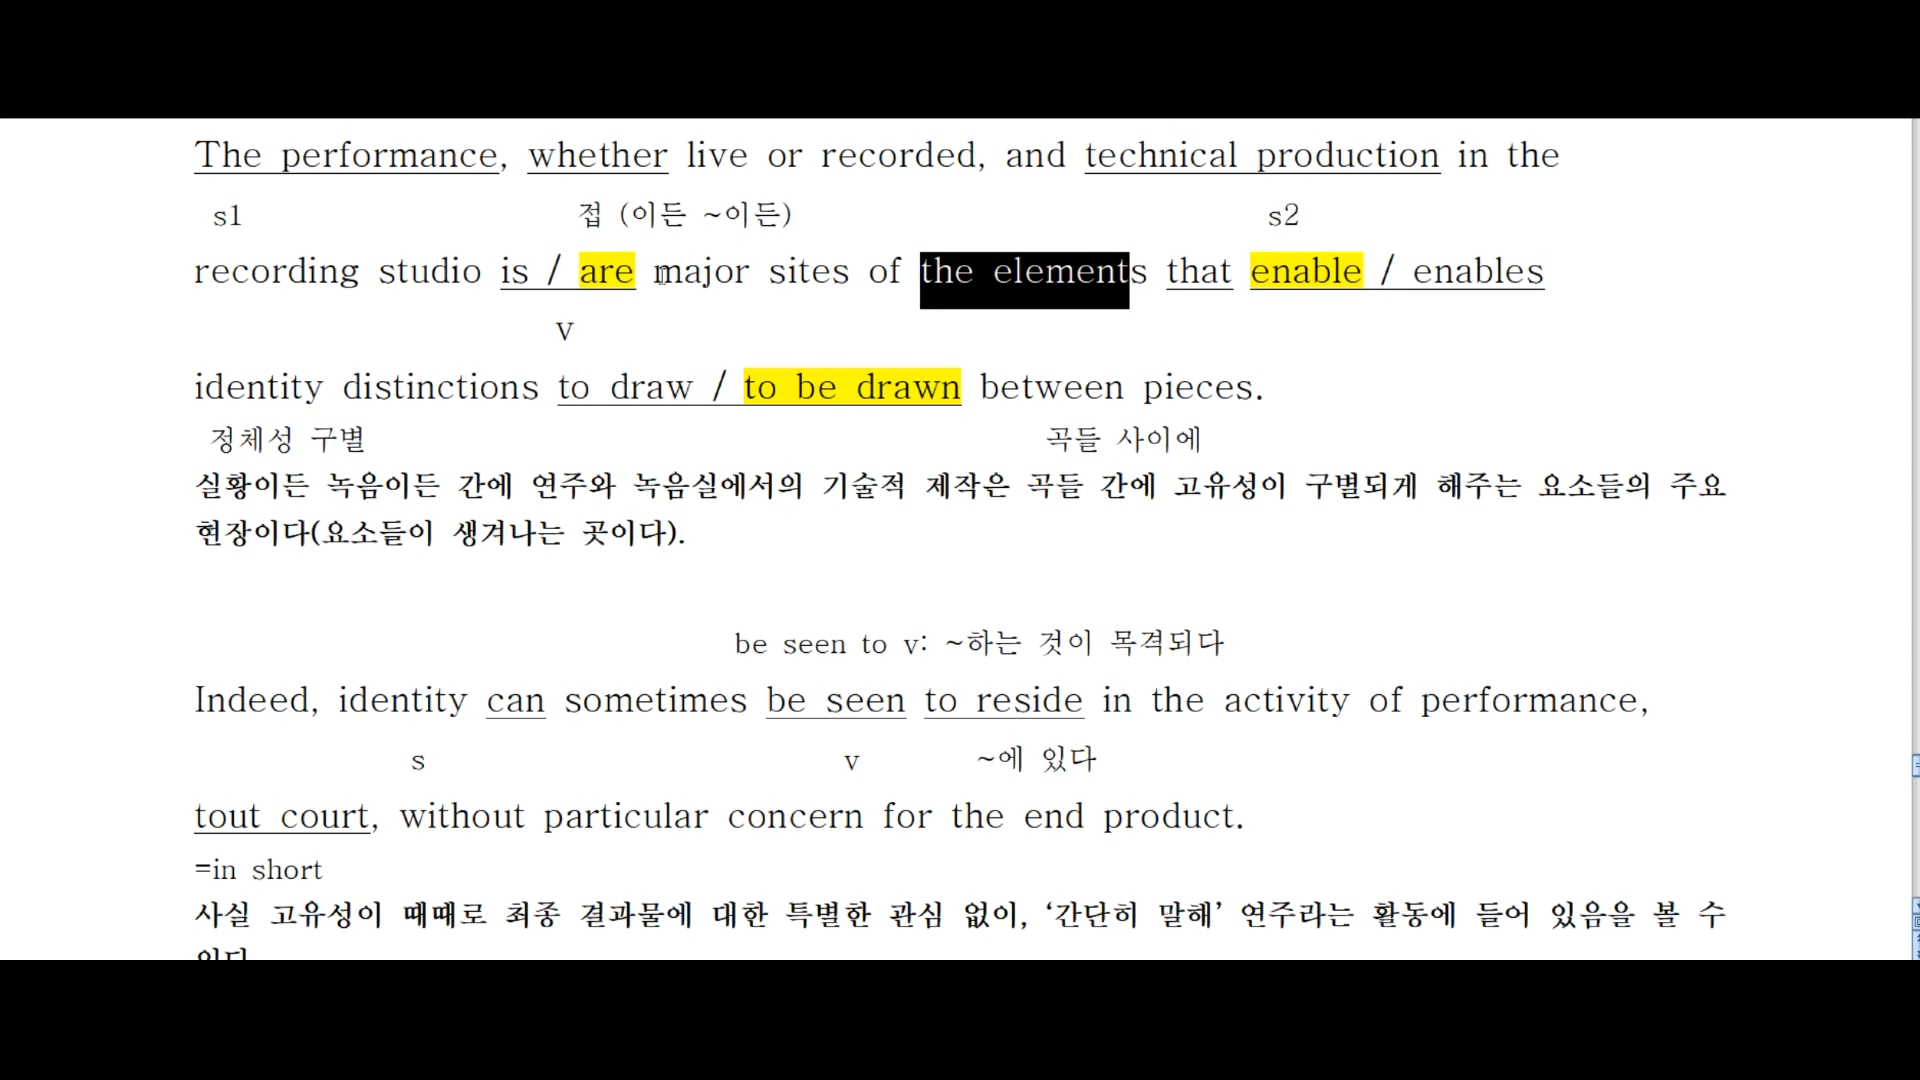 The performance, whether live or recorded, and technical production in the
s1 접 (이든 ~이든) s2
recording studio is / are major sites of the elements that enable / enables
v
identity distinctions to draw / to be drawn between pieces.
정체성 구별 곡들 사이에
실황이든 녹음이든 간에 연주와 녹음실에서의 기술적 제작은 곡들 간에 고유성이 구별되게 해주는 요소들의 주요
현장이다(요소들이 생겨나는 곳이다).
be seen to v: ~하는 것이 목격되다
Indeed, identity can sometimes be seen to reside in the activity of performance,
s v ~에 있다
tout court, without particular concern for the end product.
=in short
사실 고유성이 때때로 최종 결과물에 대한 특별한 관심 없이, ‘간단히 말해’ 연주라는 활동에 들어 있음을 볼 수